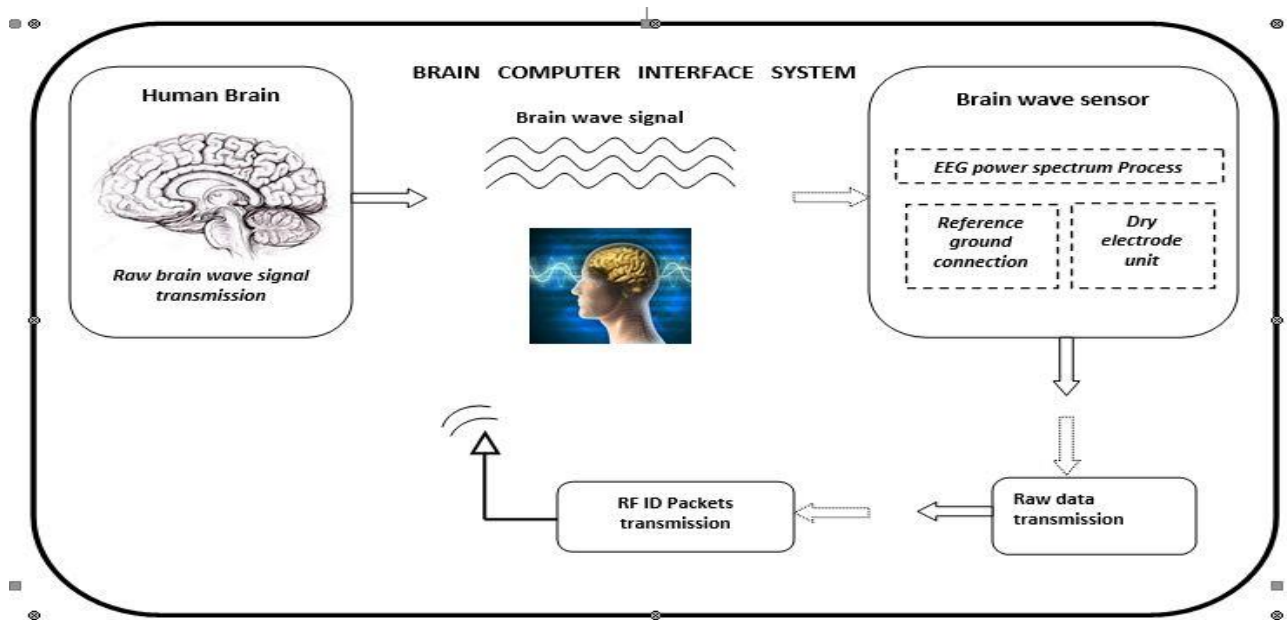 BRAIN COMPUTER INTERFACE SYSTEM
Human Brain
Raw brain wave signal
transmission
Brain wave signal
Brain wave sensor
EEG power spectrum Process
Reference
ground
connection
Dry
electrode
unit
RF ID Packets
transmission
Raw data
transmission